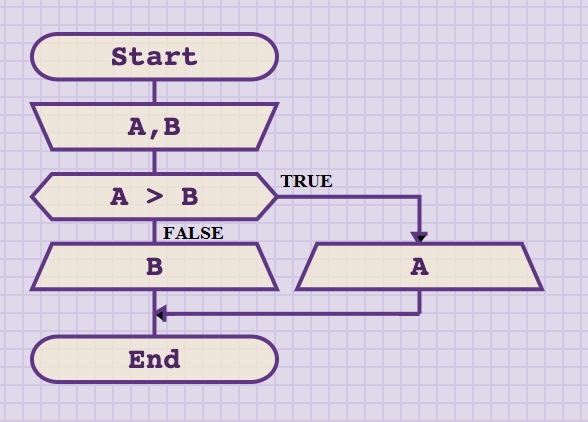 Start
A,B
A > B
TRUE
FALSE
B
A
End